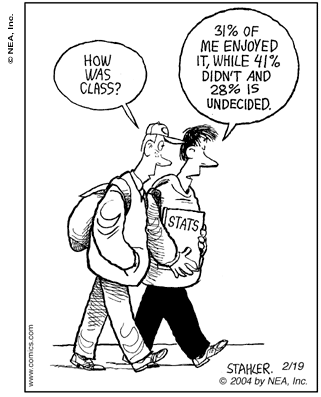 © NEA, Inc.
HOW
WAS
CLASS?
31% OF
ME ENJOYED
IT, WHILE 41%
DIDN'T AND
28% IS
UNDECIDED.
STATS
www.comics.com
STAHLER. 2/19
© 2004 by NEA, Inc.